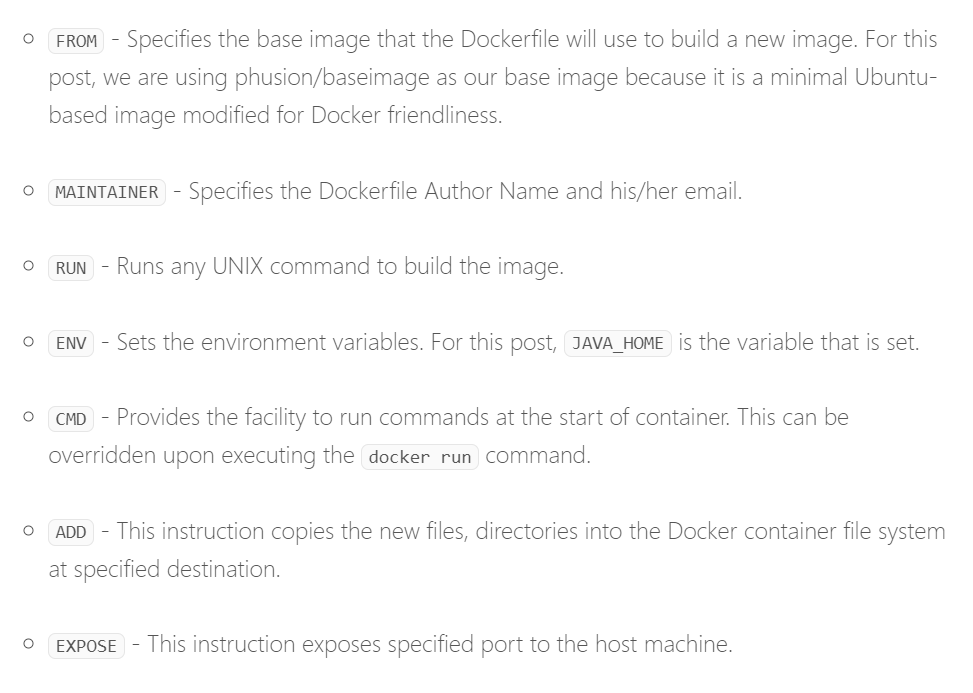 FROM - Specifies the base image that the Dockerfile will use to build a new image. For this
post, we are using phusion/baseimage as our base image because it is a minimal Ubuntu-
based image modified for Docker friendliness.
MAINTAINER - Specifies the Dockerfile Author Name and his/her email.
RUN - Runs any UNIX command to build the image.
ENV - Sets the environment variables. For this post, JAVA_HOME is the variable that is set.
CMD - Provides the facility to run commands at the start of container. This can be
overridden upon executing the docker run command.
ADD - This instruction copies the new files, directories into the Docker container file system
at specified destination.
EXPOSE - This instruction exposes specified port to the host machine.